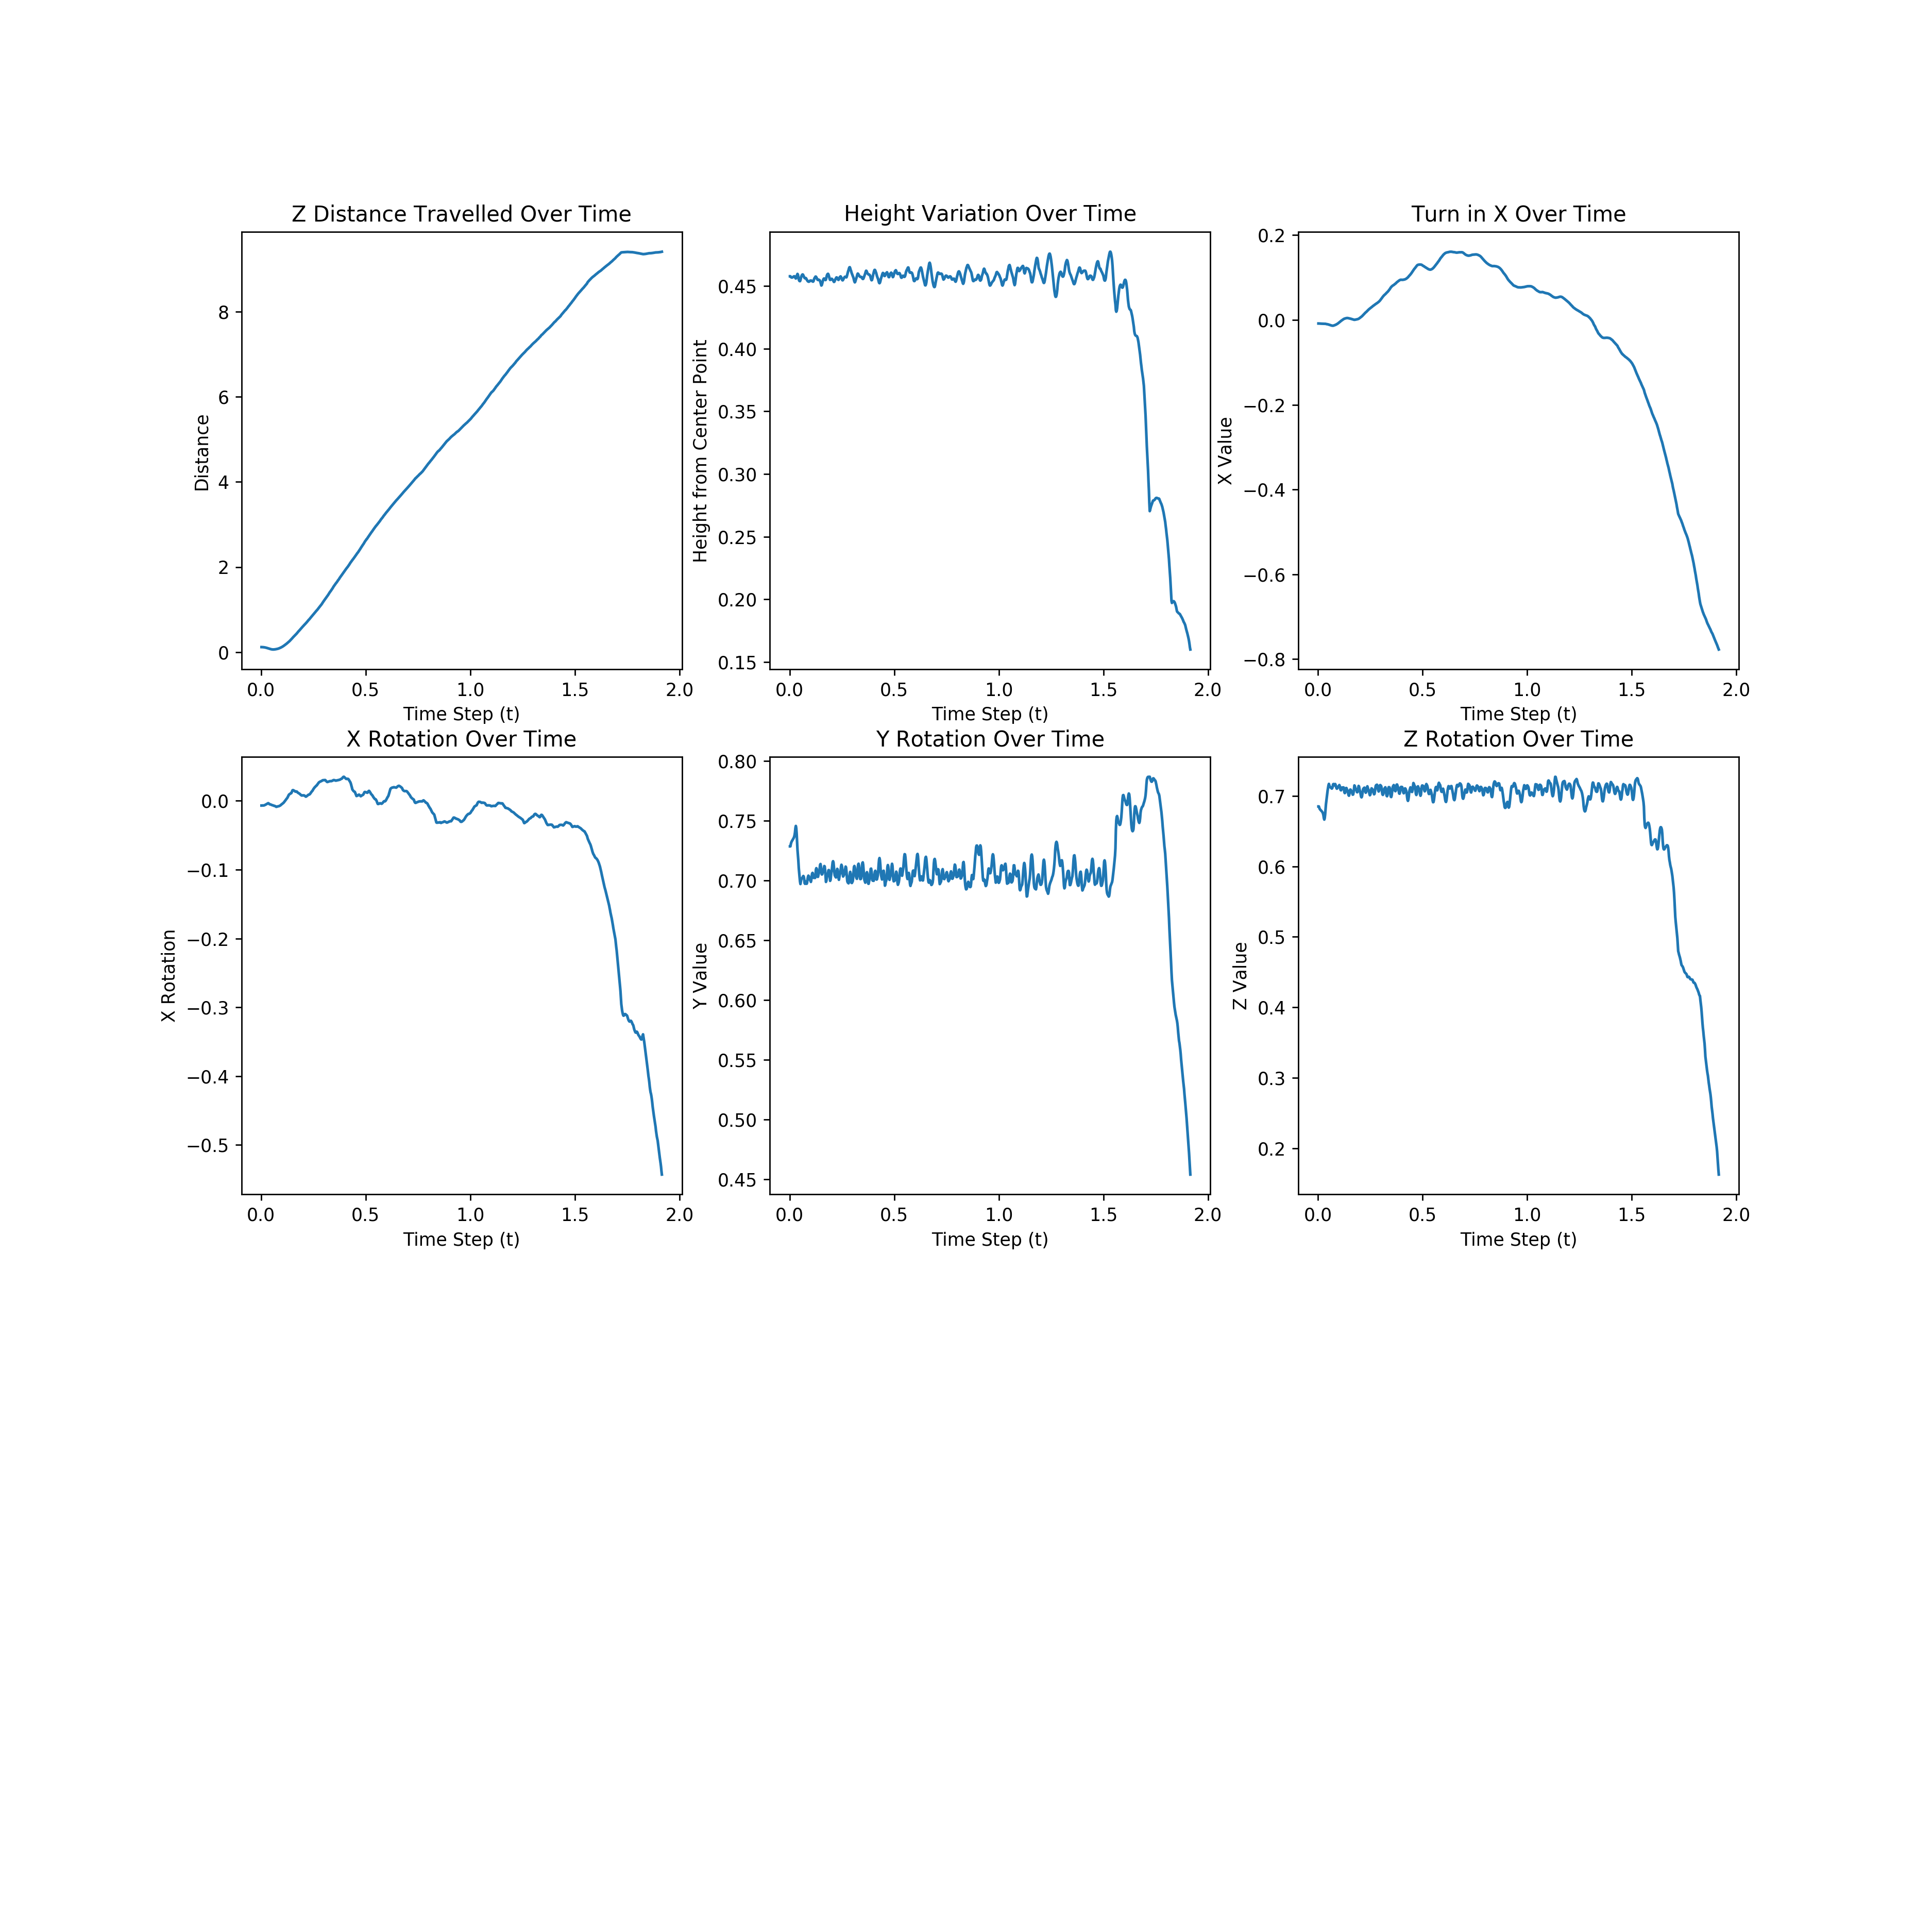 Z Distance Travelled Over Time
Distance
8
6
4
2
0
0.0 0.5 1.0 1.5 2.0
Time Step (t)
Height Variation Over Time
Height from Center Point
0.45
0.40
0.35
0.30
0.25
0.20
0.15
0.0 0.5 1.0 1.5 2.0
Time Step (t)
Turn in X Over Time
X Value
0.2
0.0
−0.2
−0.4
−0.6
−0.8
0.0 0.5 1.0 1.5 2.0
Time Step (t)
X Rotation Over Time
X Rotation
0.0
−0.1
−0.2
−0.3
−0.4
−0.5
0.0 0.5 1.0 1.5 2.0
Time Step (t)
Y Rotation Over Time
Y Value
0.80
0.75
0.70
0.65
0.60
0.55
0.50
0.45
0.0 0.5 1.0 1.5 2.0
Time Step (t)
Z Rotation Over Time
Z Value
0.7
0.6
0.5
0.4
0.3
0.2
0.0 0.5 1.0 1.5 2.0
Time Step (t)